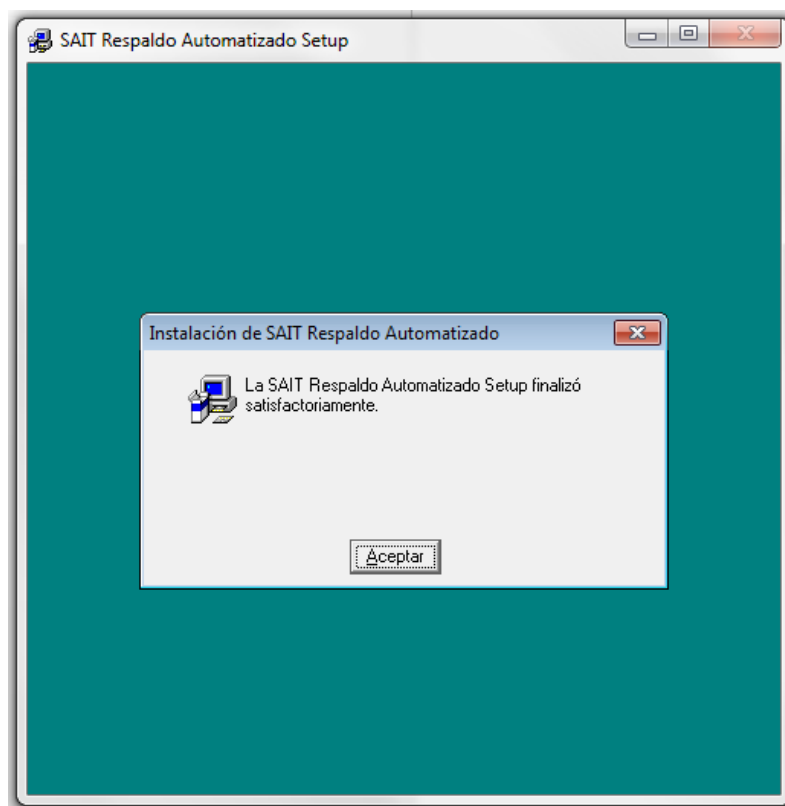 SAIT Respaldo Automatizado Setup
Instalación de SAIT Respaldo Automatizado
La SAIT Respaldo Automatizado Setup finalizó
satisfactoriamente.
Aceptar